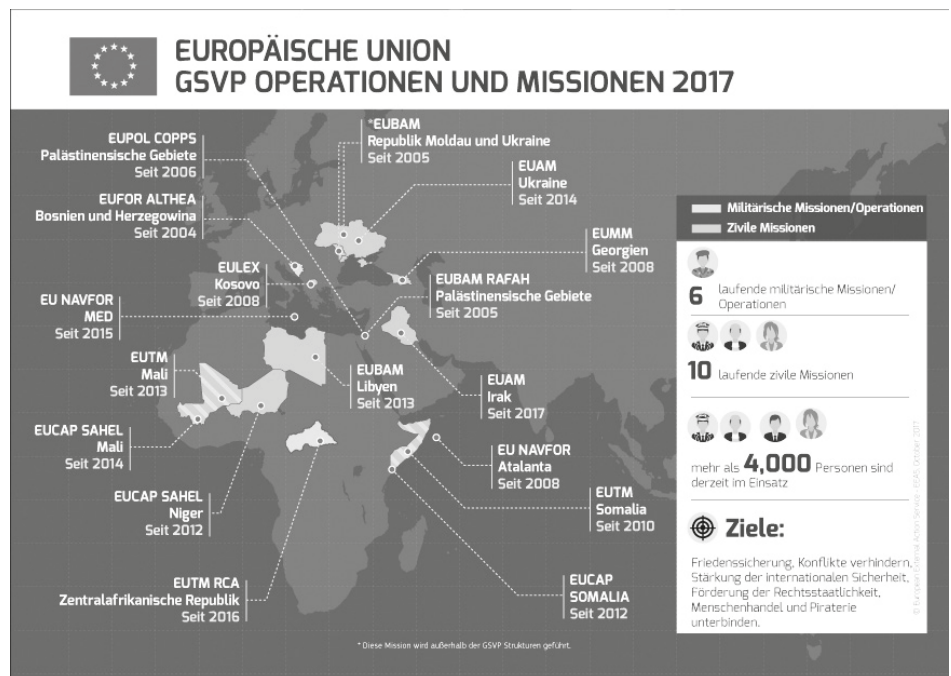 EUROPÄISCHE UNION
GSVP OPERATIONEN UND MISSIONEN 2017
EUPOL COPPS
Palästinensische Gebiete
Seit 2006
EUFOR ALTHEA
Bosnien und Herzegowina
Seit 2004
EULEX
Kosovo
Seit 2008
EU NAVFOR
MED
Seit 2015
EUTM
Mali
Seit 2013
EUCAP SAHEL
Mali
Seit 2014
EUCAP SAHEL
Niger
Seit 2012
EUTM RCA
Zentralafrikanische Republik
Seit 2016
*EUBAM
Republik Moldau und Ukraine
Seit 2005
EUAM
Ukraine
Seit 2014
EUMM
Georgien
Seit 2008
EUBAM RAFAH
Palästinensische Gebiete
Seit 2005
EUBAM
Libyen
Seit 2013
EUAM
Irak
Seit 2017
EU NAVFOR
Atalanta
Seit 2008
EUTM
Somalia
Seit 2010
EUCAP
SOMALIA
Seit 2012
Militärische Missionen/Operationen
Zivile Missionen
6 laufende militärische Missionen/
Operationen
10 laufende zivile Missionen
mehr als 4,000 Personen sind
derzeit im Einsatz
Ziele:
Friedenssicherung, Konflikte verhindern,
Stärkung der internationalen Sicherheit,
Förderung der Rechtsstaatlichkeit,
Menschenhandel und Piraterie
unterbinden.
© European External Action Service - EEAS October 2017
* Diese Mission wird außerhalb der GSVP Strukturen geführt.